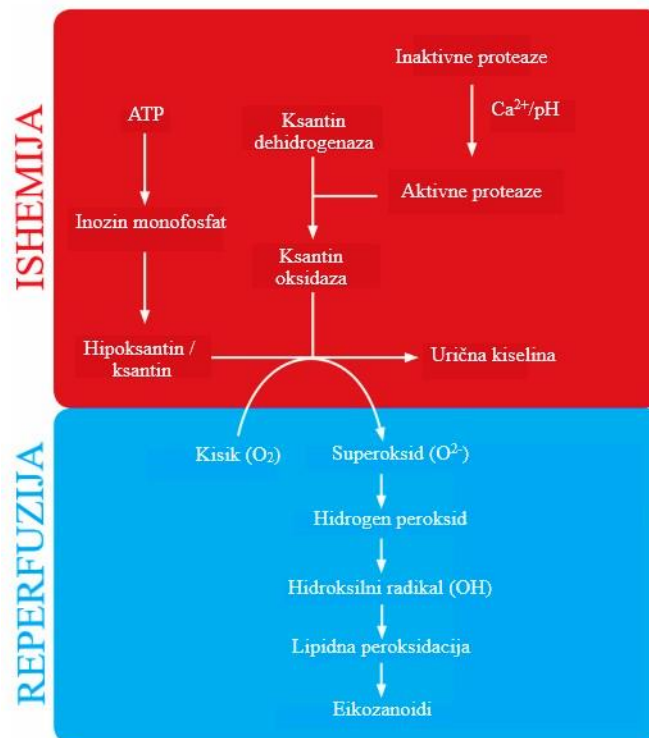 ISHEMIJA
Inaktivne proteaze
Ca²⁺/pH
ATP
Ksantin
dehidrogenaza
Aktivne proteaze
Inozin monofosfat
Ksantin
oksidaza
Hipoksantin /
ksantin
Urična kiselina
REPERFUZIJA
Kisik (O₂)
Superoksid (O²⁻)
Hidrogen peroksid
Hidroksilni radikal (OH)
Lipidna peroksidacija
Eikozanoidi